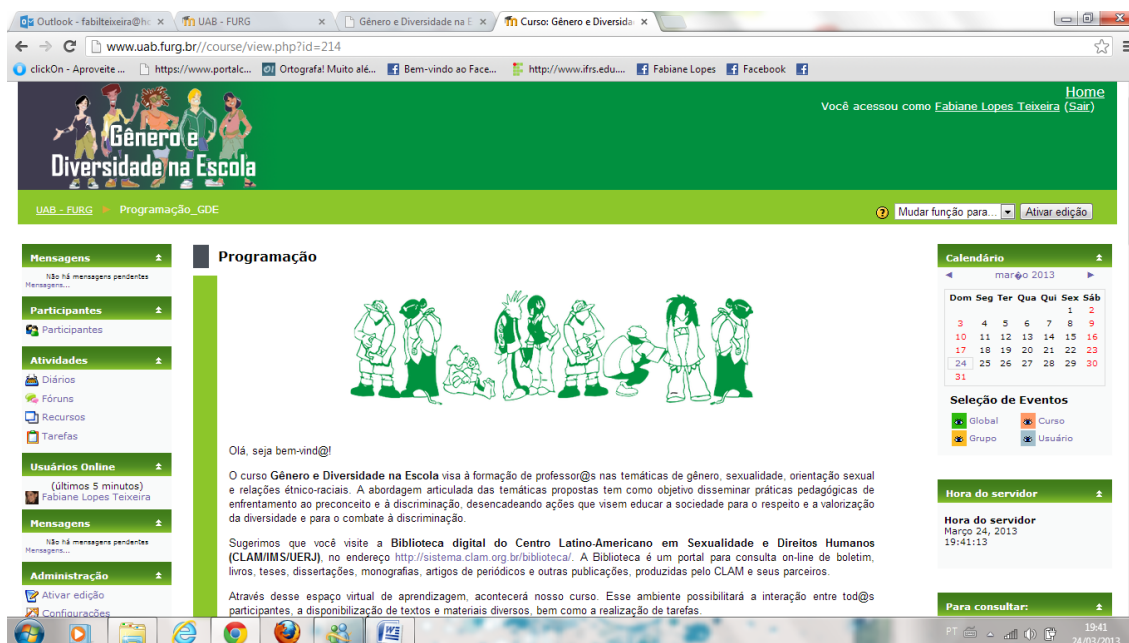 Outlook - fabilteixeira@hc
UAB - FURG
Gênero e Diversidade na E
Curso: Gênero e Diversida
www.uab.furg.br//course/view.php?id=214
clickOn - Aproveite ...
https://www.portalc...
Ortografa! Muito alé...
Bem-vindo ao Face...
http://www.ifrs.edu....
Fabiane Lopes
Facebook
Home
Você acessou como Fabiane Lopes Teixeira (Sair)
Gênero e
Diversidade na Escola
UAB - FURG
Programação_GDE
Mudar função para...
Ativar edição
Mensagens
Não há mensagens pendentes
Mensagens...
Participantes
Participantes
Atividades
Diários
Fóruns
Recursos
Tarefas
Usuários Online
(últimos 5 minutos)
Fabiane Lopes Teixeira
Mensagens
Não há mensagens pendentes
Mensagens...
Administração
Ativar edição
Configurações
Programação
Olá, seja bem-vind@!
O curso Gênero e Diversidade na Escola visa à formação de professor@s nas temáticas de gênero, sexualidade, orientação sexual
e relações étnico-raciais. A abordagem articulada das temáticas propostas tem como objetivo disseminar práticas pedagógicas de
enfrentamento ao preconceito e à discriminação, desencadeando ações que visem educar a sociedade para o respeito e a valorização
da diversidade e para o combate à discriminação.
Sugerimos que você visite a Biblioteca digital do Centro Latino-Americano em Sexualidade e Direitos Humanos
(CLAM/IMS/UERJ), no endereço http://sistema.clam.org.br/biblioteca/. A Biblioteca é um portal para consulta on-line de boletim,
livros, teses, dissertações, monografias, artigos de periódicos e outras publicações, produzidas pelo CLAM e seus parceiros.
Através desse espaço virtual de aprendizagem, acontecerá nosso curso. Esse ambiente possibilitará a interação entre tod@s
participantes, a disponibilização de textos e materiais diversos, bem como a realização de tarefas.
Calendário
mar�o 2013
Dom Seg Ter Qua Qui Sex Sáb
1 2
3 4 5 6 7 8 9
10 11 12 13 14 15 16
17 18 19 20 21 22 23
24 25 26 27 28 29 30
31
Seleção de Eventos
Global
Curso
Grupo
Usuário
Hora do servidor
Hora do servidor
Março 24, 2013
19:41:13
Para consultar:
PT
19:41
24/03/2013